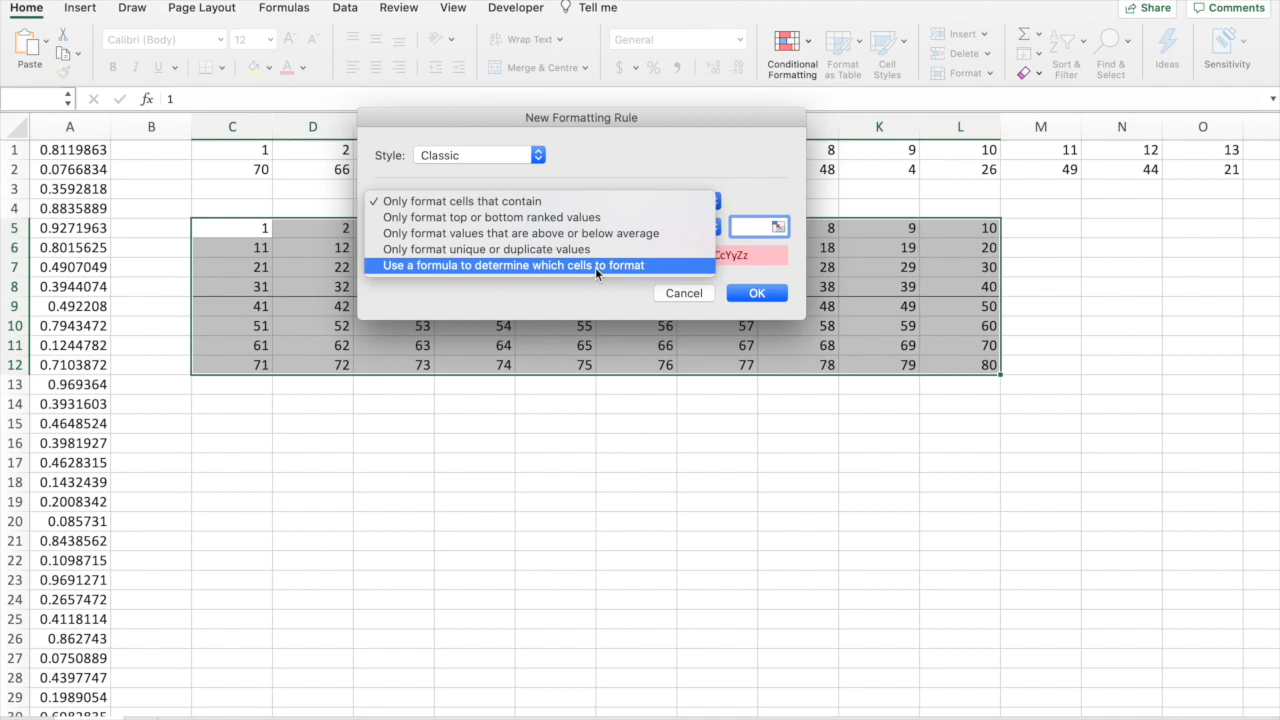 Home Insert Draw Page Layout Formulas Data Review View Developer Tell me Share Comments
Paste Calibri (Body) 12 A A Wrap Text General Insert
B I U A Merge & Centre $ % Conditional Formatting Format as Table Cell Styles Delete Format Sort & Filter Find & Select Ideas Sensitivity
fx 1
New Formatting Rule
Style: Classic
Only format cells that contain
Only format top or bottom ranked values
Only format values that are above or below average
Only format unique or duplicate values
Use a formula to determine which cells to format
CcYyZz
Cancel OK
A B C D K L M N O
1 0.8119863 1 2 8 9 10 11 12 13
2 0.0766834 70 66 48 4 26 49 44 21
3 0.3592818
4 0.8835889
5 0.9271963 1 2 8 9 10
6 0.8015625 11 12 18 19 20
7 0.4907049 21 22 28 29 30
8 0.3944074 31 32 38 39 40
9 0.492208 41 42 48 49 50
10 0.7943472 51 52 53 54 55 56 57 58 59 60
11 0.1244782 61 62 63 64 65 66 67 68 69 70
12 0.7103872 71 72 73 74 75 76 77 78 79 80
13 0.969364
14 0.3931603
15 0.4648524
16 0.3981927
17 0.4628315
18 0.1432439
19 0.2008342
20 0.085731
21 0.8438562
22 0.1098715
23 0.9691271
24 0.2657472
25 0.4118114
26 0.862743
27 0.0750889
28 0.4397747
29 0.1989054